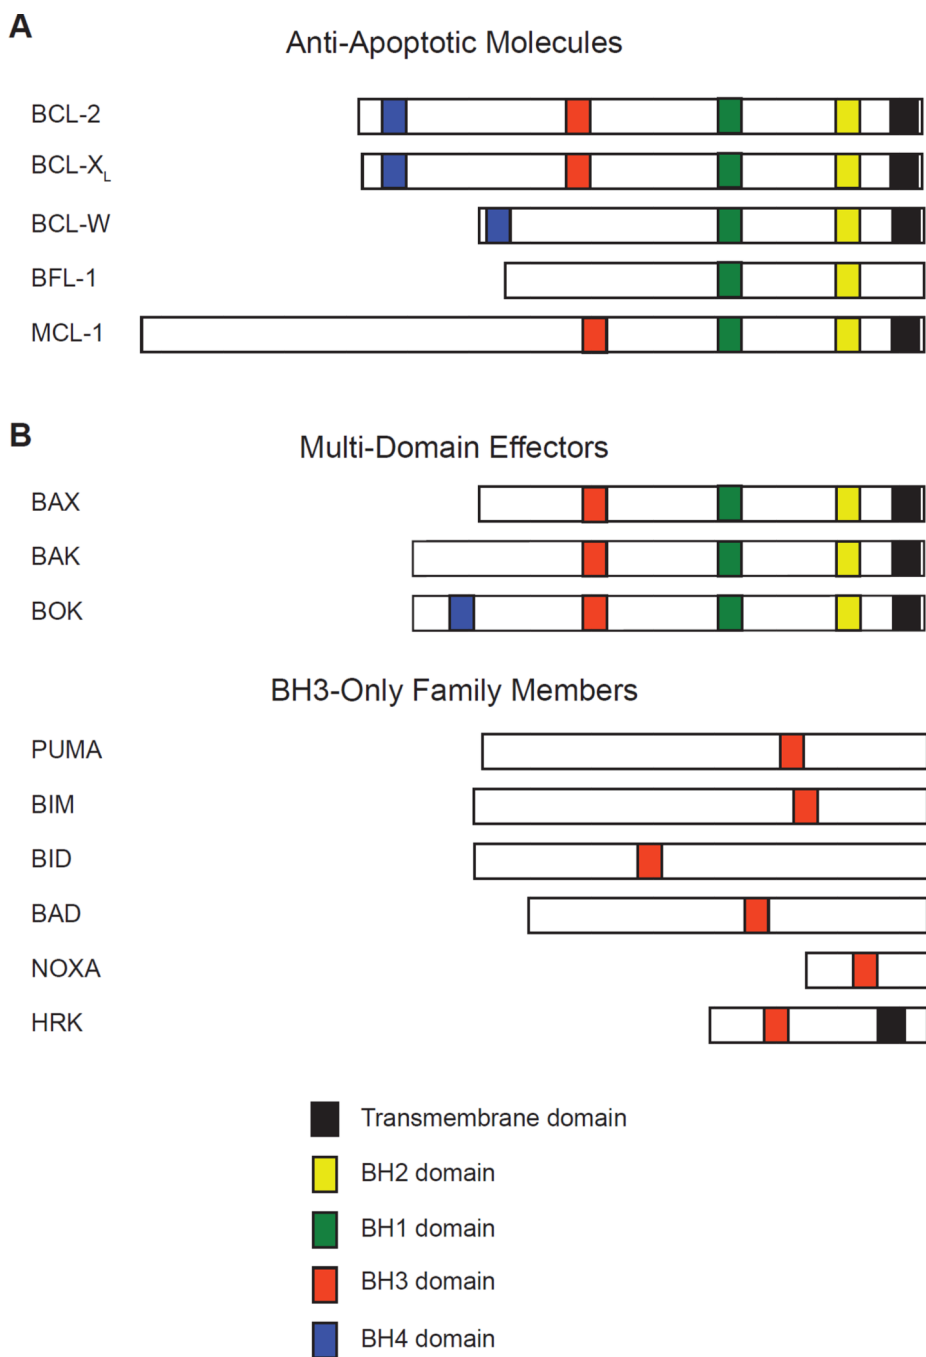 A
Anti-Apoptotic Molecules
BCL-2
BCL-XL
BCL-W
BFL-1
MCL-1
B
Multi-Domain Effectors
BAX
BAK
BOK
BH3-Only Family Members
PUMA
BIM
BID
BAD
NOXA
HRK
Transmembrane domain
BH2 domain
BH1 domain
BH3 domain
BH4 domain